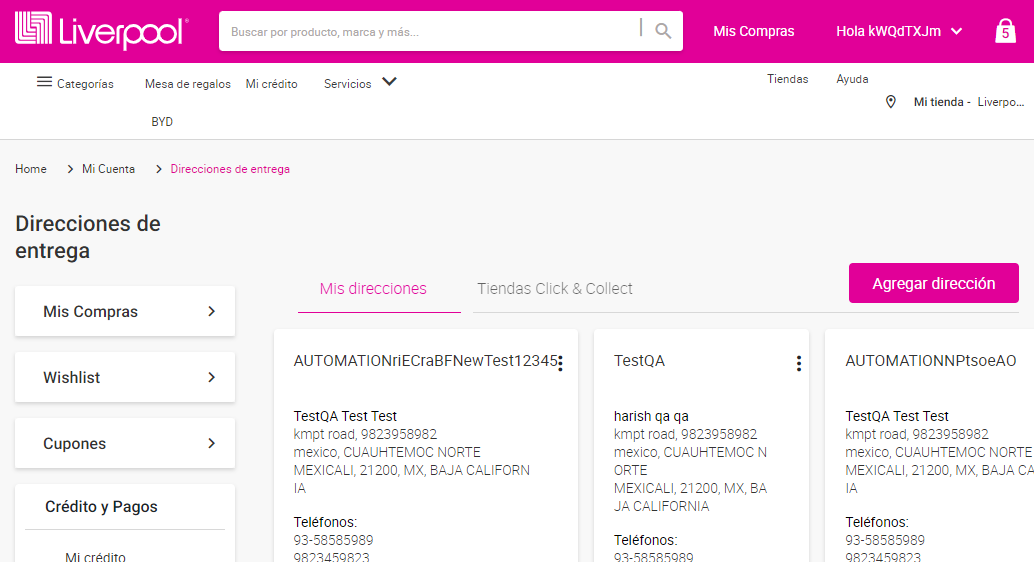 Liverpool
Buscar por producto, marca y más...
Mis Compras
Hola kWQdTXJm
5
Categorías
Mesa de regalos
Mi crédito
Servicios
Tiendas
Ayuda
Mi tienda - Liverpo...
BYD
Home > Mi Cuenta > Direcciones de entrega
Direcciones de
entrega
Mis Compras
Wishlist
Cupones
Crédito y Pagos
Mi crédito
Mis direcciones
Tiendas Click & Collect
Agregar dirección
AUTOMATIONriECraBFNewTest12345
TestQA Test Test
kmpt road, 9823958982
mexico, CUAUHTEMOC NORTE
MEXICALI, 21200, MX, BAJA CALIFORN
IA
Teléfonos:
93-58585989
9823459823
TestQA
harish qa qa
kmpt road, 9823958982
mexico, CUAUHTEMOC N
ORTE
MEXICALI, 21200, MX, BA
JA CALIFORNIA
Teléfonos:
93-58585989
AUTOMATIONNPtsoeAO
TestQA Test Test
kmpt road, 9823958982
mexico, CUAUHTEMOC NORTE
MEXICALI, 21200, MX, BAJA CA
IA
Teléfonos:
93-58585989
9823459823